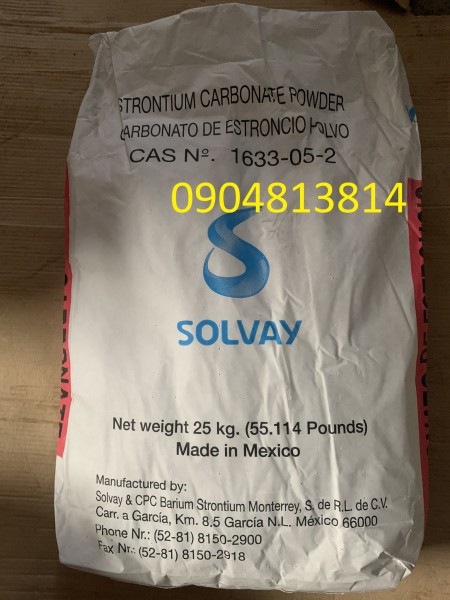 STRONTIUM CARBONATE POWDER
CARBONATO DE ESTRONCIO POLVO
CAS Nº. 1633-05-2
0904813814
SOLVAY
Net weight 25 kg. (55.114 Pounds)
Made in Mexico
Manufactured by:
Solvay & CPC Barium Strontium Monterrey, S. de R.L. de C.V.
Carr. a García, Km. 8.5 García N.L. México 66000
Phone Nr.: (52-81) 8150-2900
Fax Nr.: (52-81) 8150-2918